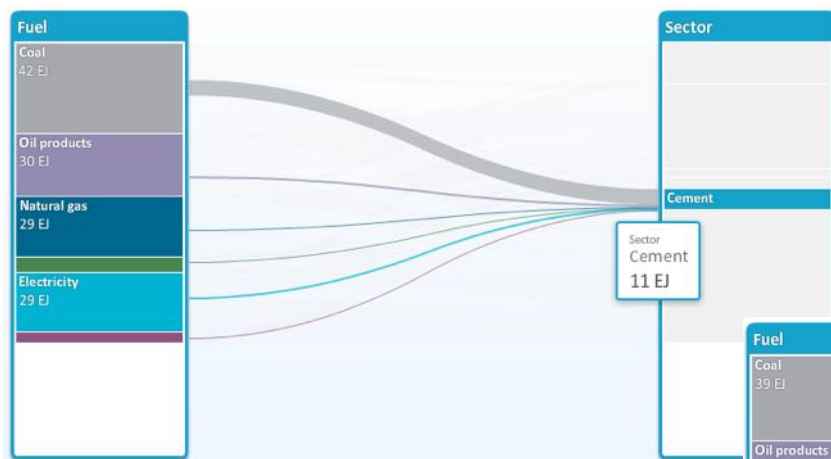 Fuel
Coal
42 EJ
Oil products
30 EJ
Natural gas
29 EJ
Electricity
29 EJ
Sector
Cement
Sector
Cement
11 EJ
Fuel
Coal
39 EJ
Oil products